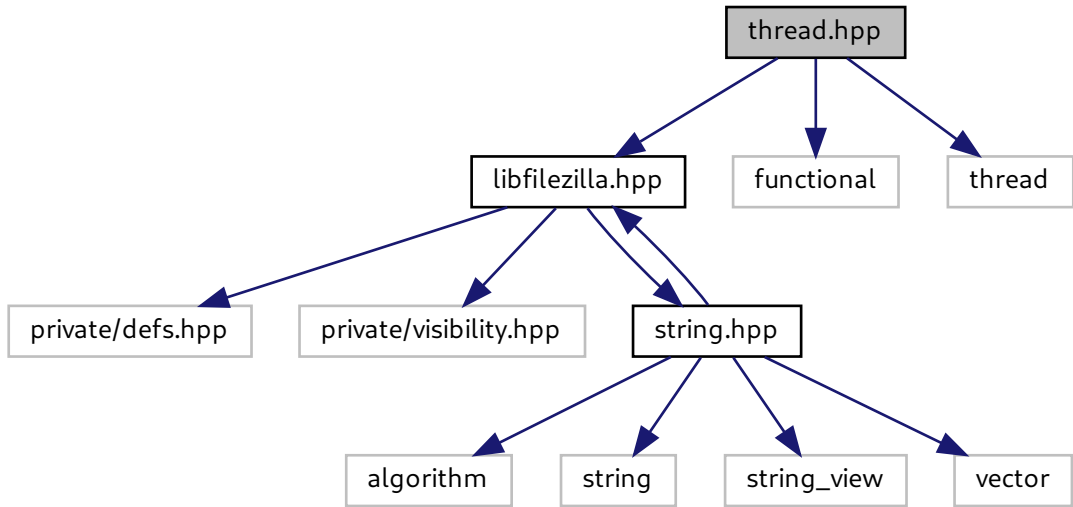 thread.hpp
libfilezilla.hpp
functional
thread
private/defs.hpp
private/visibility.hpp
string.hpp
algorithm
string
string_view
vector